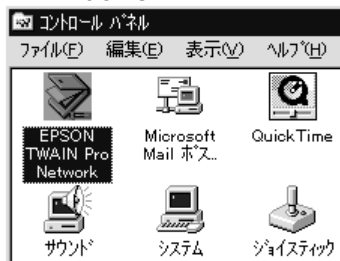 コントロール パネル
ファイル(F) 編集(E) 表示(V) ヘルプ(H)
EPSON
TWAIN Pro
Network
Microsoft
Mail ポス...
QuickTime
サウンド
システム
ジョイスティック